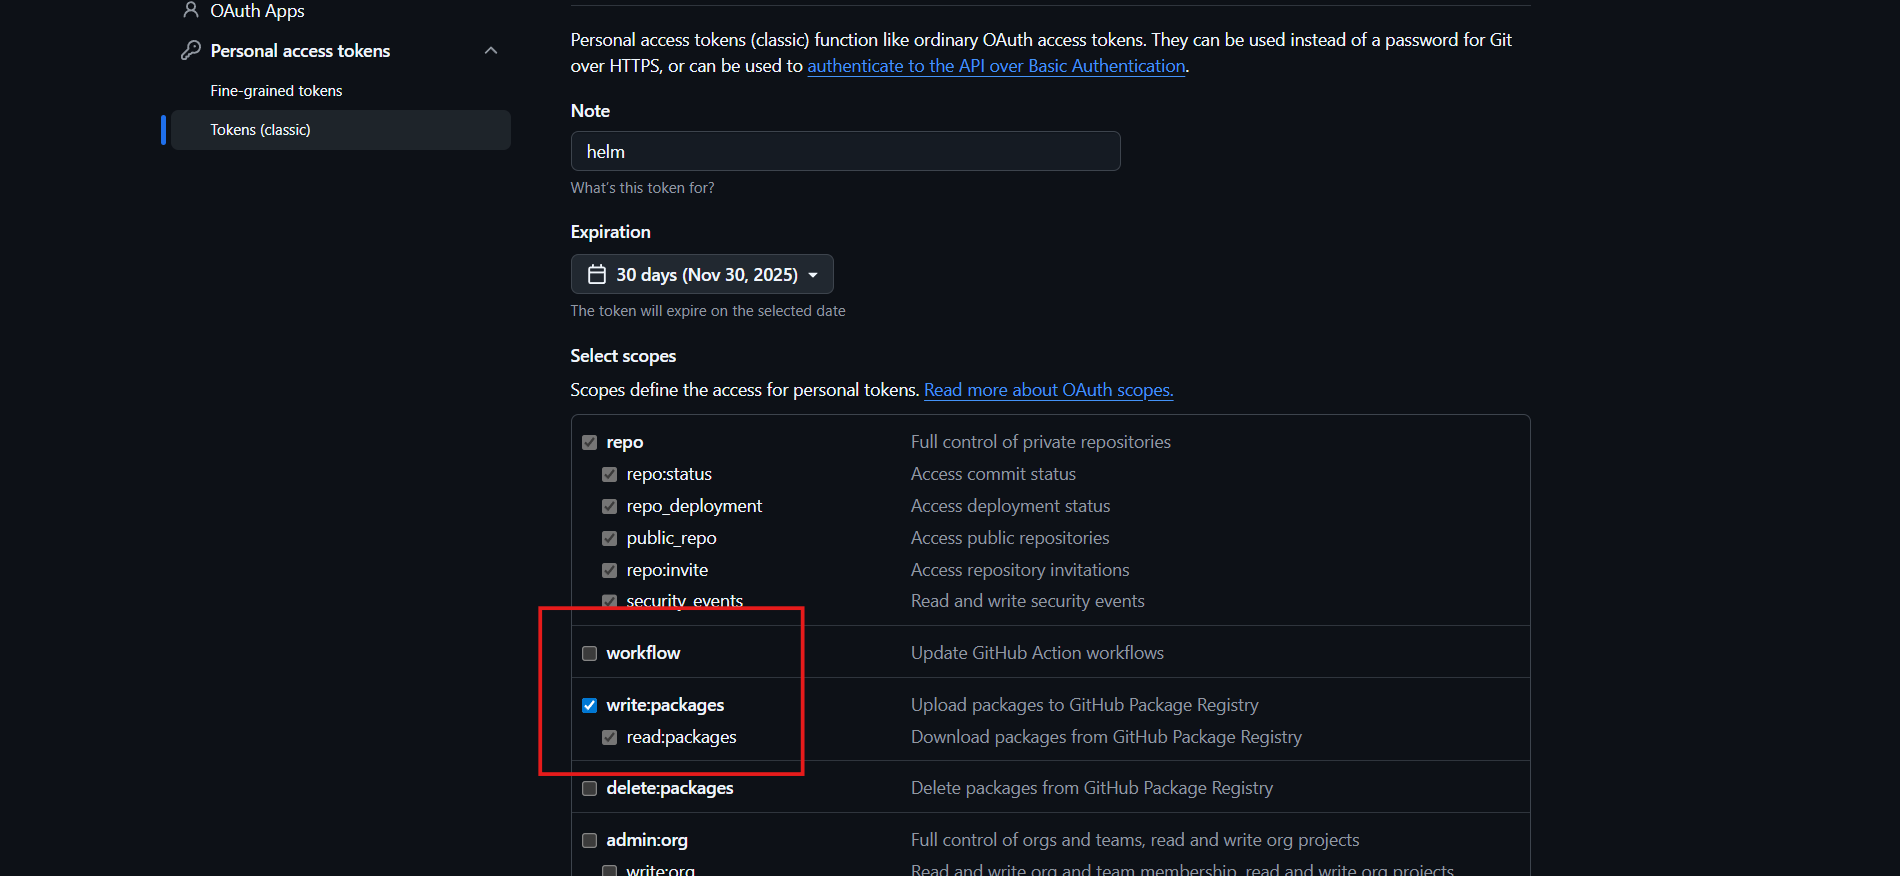 OAuth Apps
Personal access tokens
Fine-grained tokens
Tokens (classic)
Personal access tokens (classic) function like ordinary OAuth access tokens. They can be used instead of a password for Git
over HTTPS, or can be used to authenticate to the API over Basic Authentication.
Note
helm
What's this token for?
Expiration
30 days (Nov 30, 2025)
The token will expire on the selected date
Select scopes
Scopes define the access for personal tokens. Read more about OAuth scopes.
repo Full control of private repositories
repo:status Access commit status
repo_deployment Access deployment status
public_repo Access public repositories
repo:invite Access repository invitations
security_events Read and write security events
workflow Update GitHub Action workflows
write:packages Upload packages to GitHub Package Registry
read:packages Download packages from GitHub Package Registry
delete:packages Delete packages from GitHub Package Registry
admin:org Full control of orgs and teams, read and write org projects
write:org Read and write org and team membership, read and write org projects